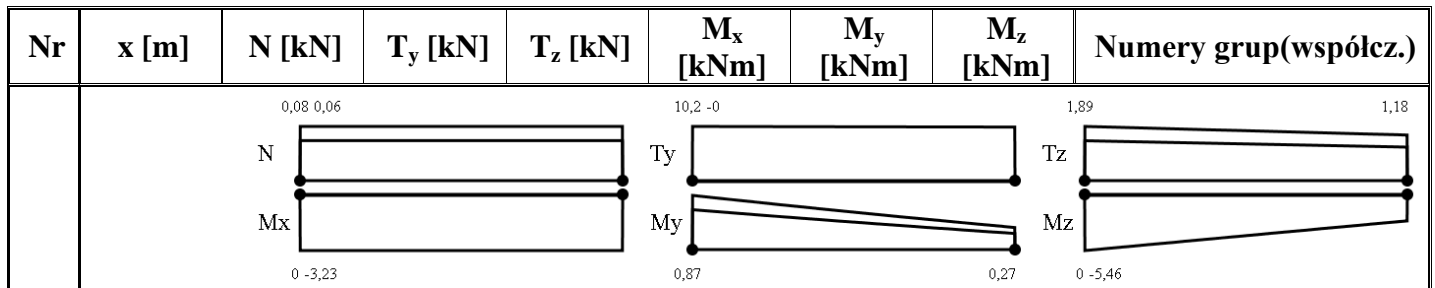 Nr x [m] N [kN] Ty [kN] Tz [kN] Mx [kNm] My [kNm] Mz [kNm] Numery grup(współcz.)
0,08 0,06 10,2 -0 1,89 1,18
N Ty Tz
Mx My Mz
0 -3,23 0,87 0,27 0 -5,46